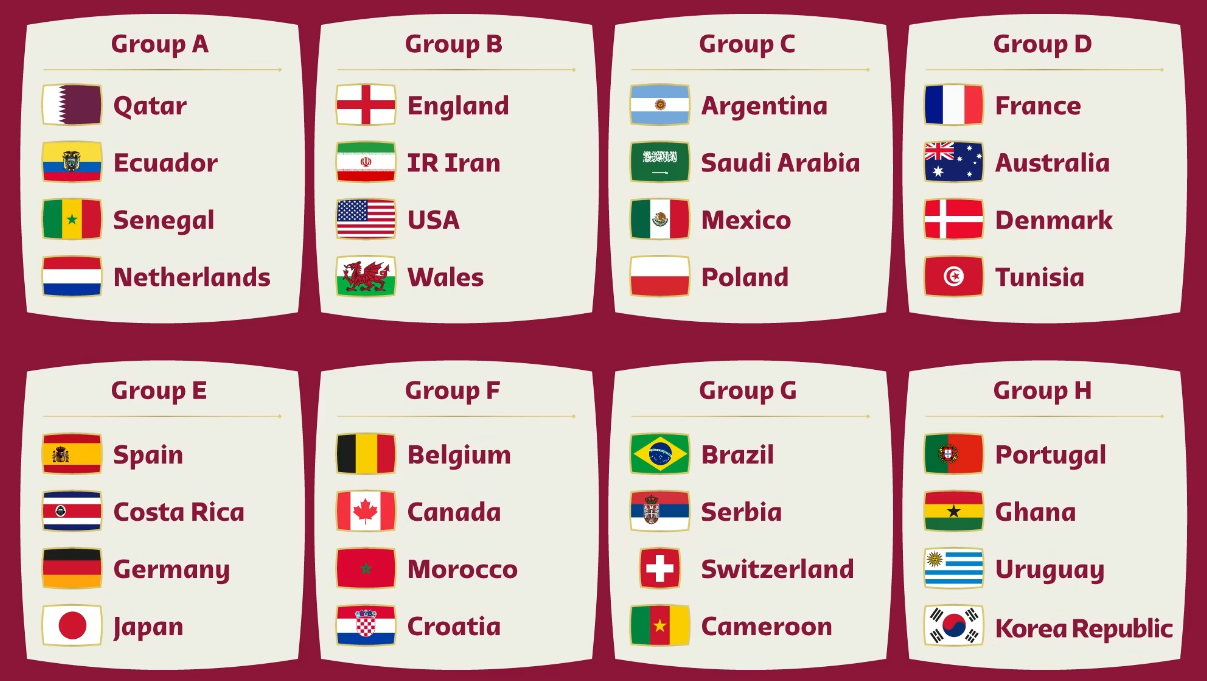 Group A
Qatar
Ecuador
Senegal
Netherlands
Group B
England
IR Iran
USA
Wales
Group C
Argentina
Saudi Arabia
Mexico
Poland
Group D
France
Australia
Denmark
Tunisia
Group E
Spain
Costa Rica
Germany
Japan
Group F
Belgium
Canada
Morocco
Croatia
Group G
Brazil
Serbia
Switzerland
Cameroon
Group H
Portugal
Ghana
Uruguay
Korea Republic